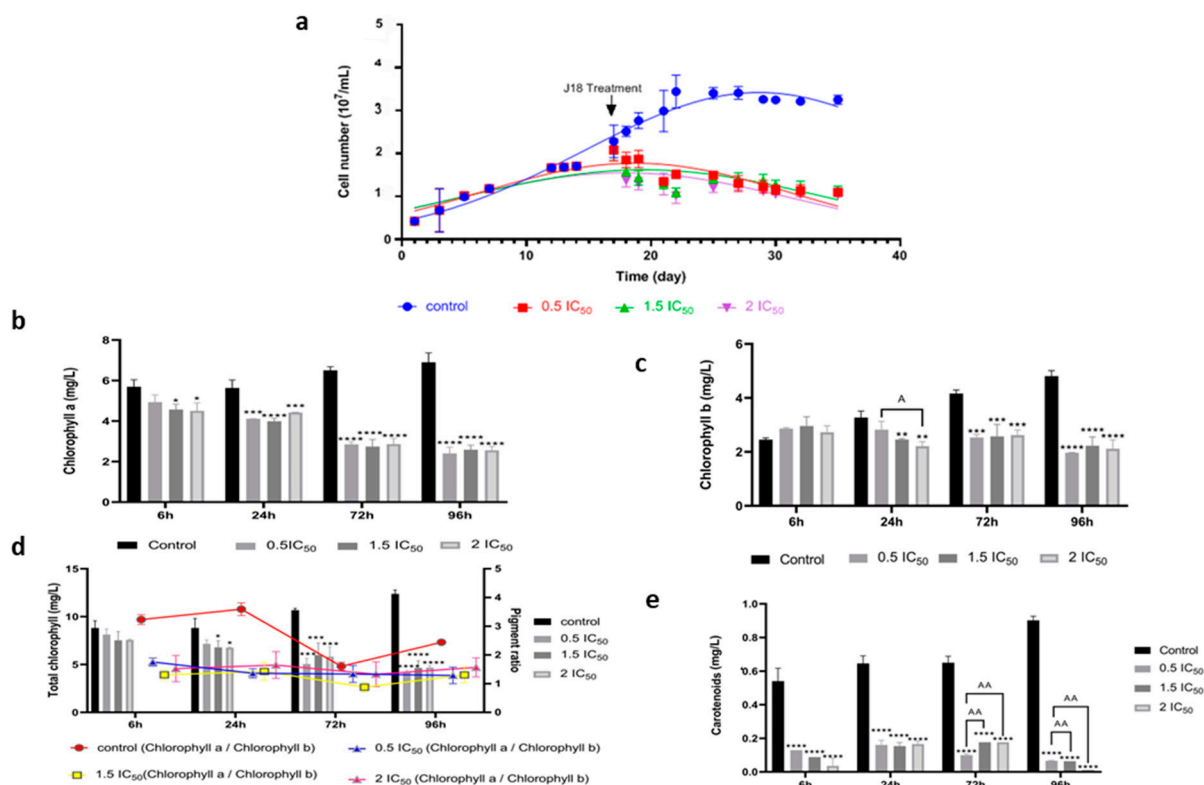 a
Cell number (10⁷/mL)
5
4
3
2
1
0
J18 Treatment
0 10 20 30 40
Time (day)
control 0.5 IC₅₀ 1.5 IC₅₀ 2 IC₅₀
b
Chlorophyll a (mg/L)
8
6
4
2
0
* *
*** **** ***
**** **** ****
**** **** ****
6h 24h 72h 96h
Control 0.5IC₅₀ 1.5 IC₅₀ 2 IC₅₀
c
Chlorophyll b (mg/L)
6
4
2
0
A
** **
*** *** ***
**** **** ****
6h 24h 72h 96h
Control 0.5 IC₅₀ 1.5 IC₅₀ 2 IC₅₀
d
Total chlorophyll (mg/L)
15
10
5
0
* *
**** *** ***
**** **** ****
5
4
3
2
1
0
Pigment ratio
6h 24h 72h 96h
control
0.5 IC₅₀
1.5 IC₅₀
2 IC₅₀
control (Chlorophyll a / Chlorophyll b) 0.5 IC₅₀ (Chlorophyll a / Chlorophyll b)
1.5 IC₅₀(Chlorophyll a / Chlorophyll b) 2 IC₅₀ (Chlorophyll a / Chlorophyll b)
e
Carotenoids (mg/L)
1.0
0.8
0.6
0.4
0.2
0.0
**** **** ****
**** **** ****
AA
AA
**** **** ****
AA
AA
**** **** ****
6h 24h 72h 96h
Control
0.5 IC₅₀
1.5 IC₅₀
2 IC₅₀